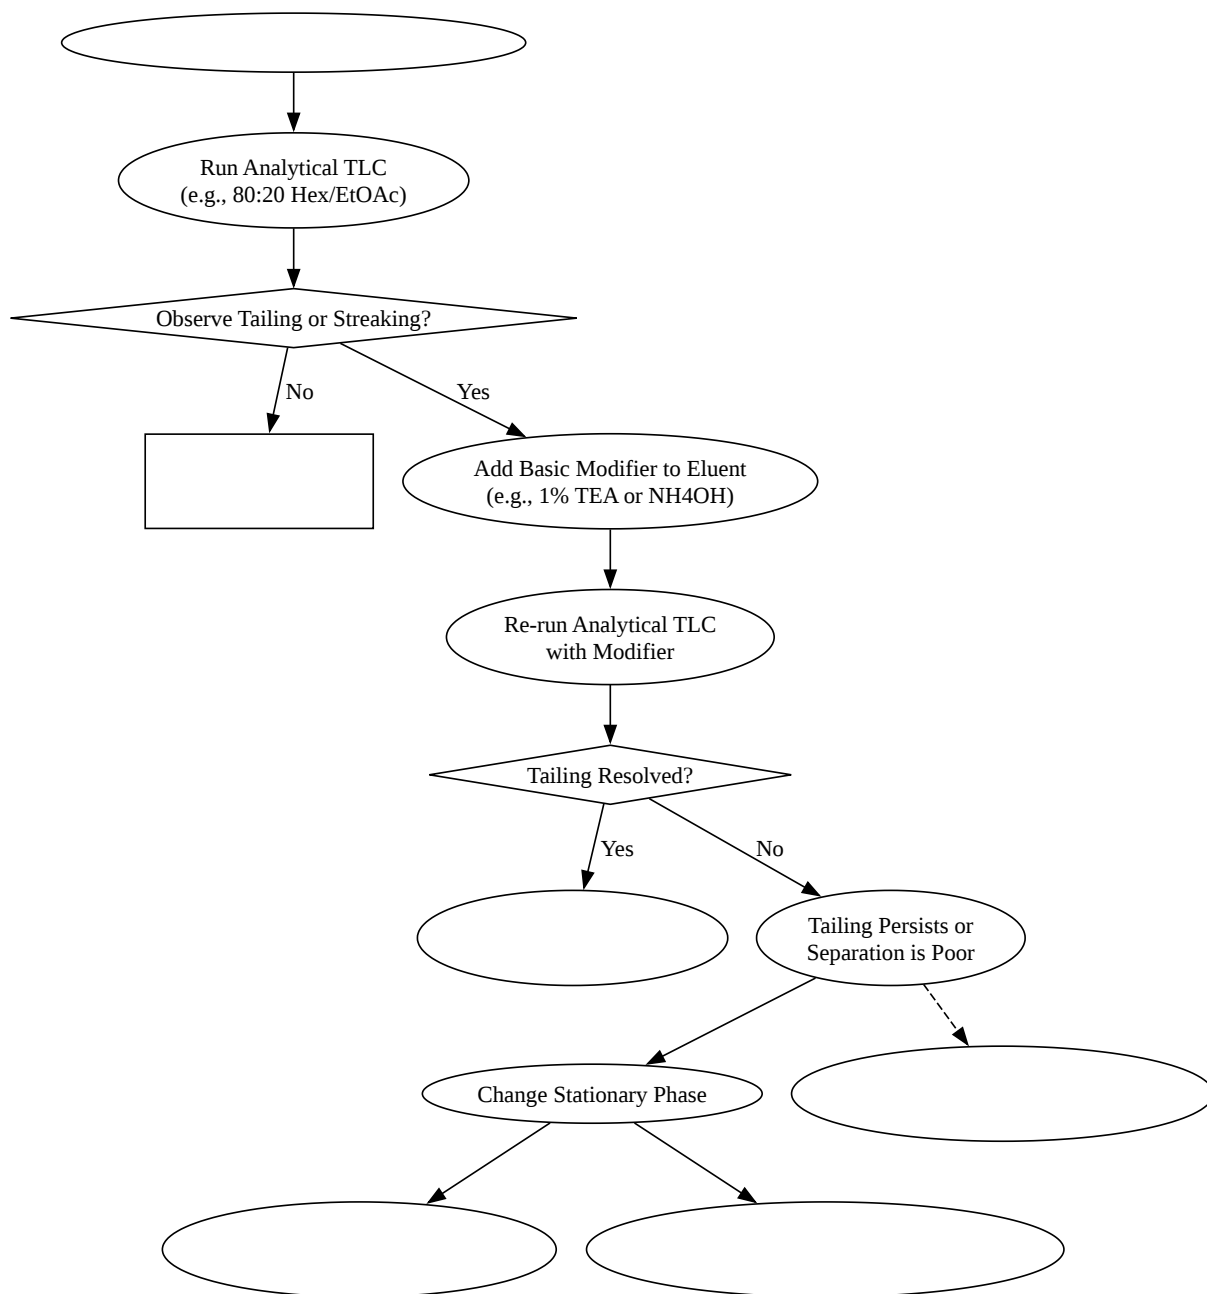 Run Analytical TLC
(e.g., 80:20 Hex/EtOAc)
Observe Tailing or Streaking?
No
Yes
Add Basic Modifier to Eluent
(e.g., 1% TEA or NH4OH)
Re-run Analytical TLC
with Modifier
Tailing Resolved?
Yes
No
Tailing Persists or
Separation is Poor
Change Stationary Phase